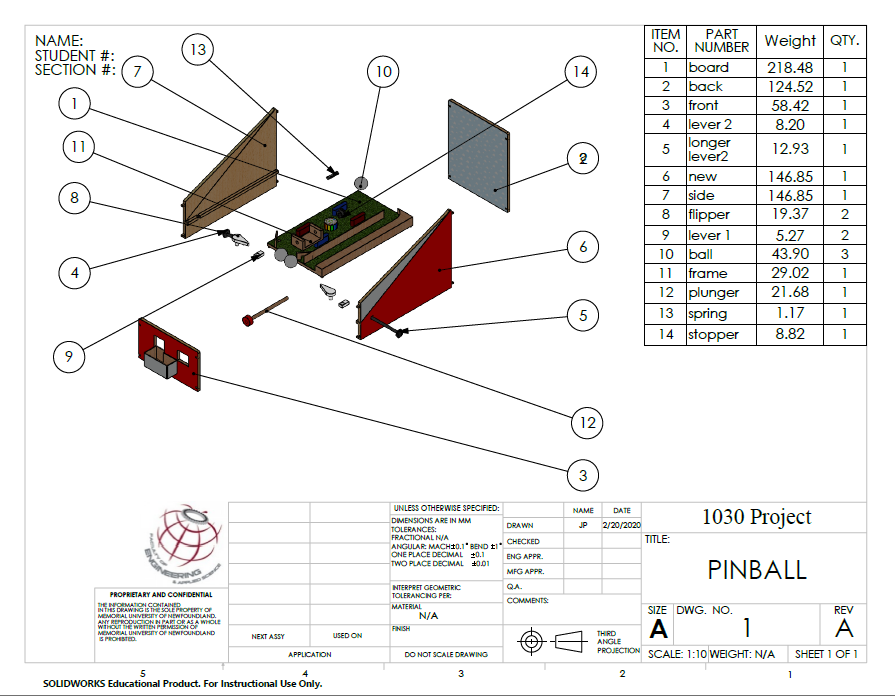 NAME:
STUDENT #:
SECTION #:
13
7
10
14
1
11
2
8
6
4
5
9
12
3
ITEM NO. PART NUMBER Weight QTY.
1 board 218.48 1
2 back 124.52 1
3 front 58.42 1
4 lever 2 8.20 1
5 longer lever2 12.93 1
6 new 146.85 1
7 side 146.85 1
8 flipper 19.37 2
9 lever 1 5.27 2
10 ball 43.90 3
11 frame 29.02 1
12 plunger 21.68 1
13 spring 1.17 1
14 stopper 8.82 1
FACULTY OF
ENGINEERING
& APPLIED SCIENCE
PROPRIETARY AND CONFIDENTIAL
THE INFORMATION CONTAINED
IN THIS DRAWING IS THE SOLE PROPERTY OF
MEMORIAL UNIVERSITY OF NEWFOUNDLAND.
ANY REPRODUCTION IN PART OR AS A WHOLE
WITHOUT THE WRITTEN PERMISSION OF
MEMORIAL UNIVERSITY OF NEWFOUNDLAND
IS PROHIBITED.
NEXT ASSY USED ON
APPLICATION
UNLESS OTHERWISE SPECIFIED:
DIMENSIONS ARE IN MM
TOLERANCES:
FRACTIONAL N/A
ANGULAR: MACH±0.1° BEND ±1°
ONE PLACE DECIMAL ±0.1
TWO PLACE DECIMAL ±0.01
INTERPRET GEOMETRIC
TOLERANCING PER:
MATERIAL
N/A
FINISH
DO NOT SCALE DRAWING
NAME DATE
DRAWN JP 2/20/2020
CHECKED
ENG APPR.
MFG APPR.
Q.A.
COMMENTS:
THIRD
ANGLE
PROJECTION
1030 Project
TITLE:
PINBALL
SIZE DWG. NO. REV
A 1 A
SCALE: 1:10 WEIGHT: N/A SHEET 1 OF 1
5 4 3 2 1
SOLIDWORKS Educational Product. For Instructional Use Only.